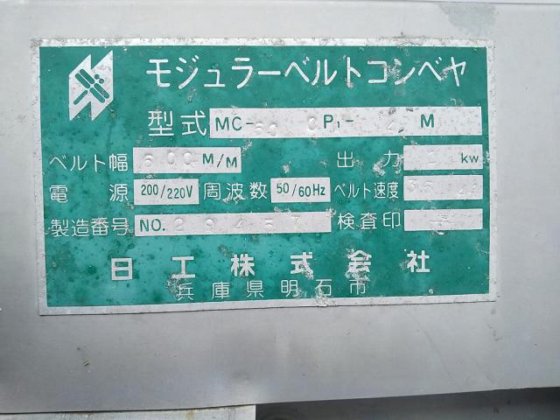 モジュラーベルトコンベヤ
型式 MC- P1- M
ベルト幅 600 M/M 出力 kw
電源 200/220V 周波数 50/60Hz ベルト速度
製造番号 NO. 検査印
日工株式会社
兵庫県明石市